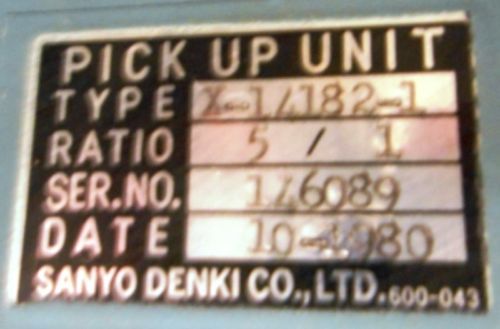 PICK UP UNIT
TYPE X-14182-1
RATIO 5 / 1
SER.NO. 146089
DATE 10-1980
SANYO DENKI CO., LTD. 600-043